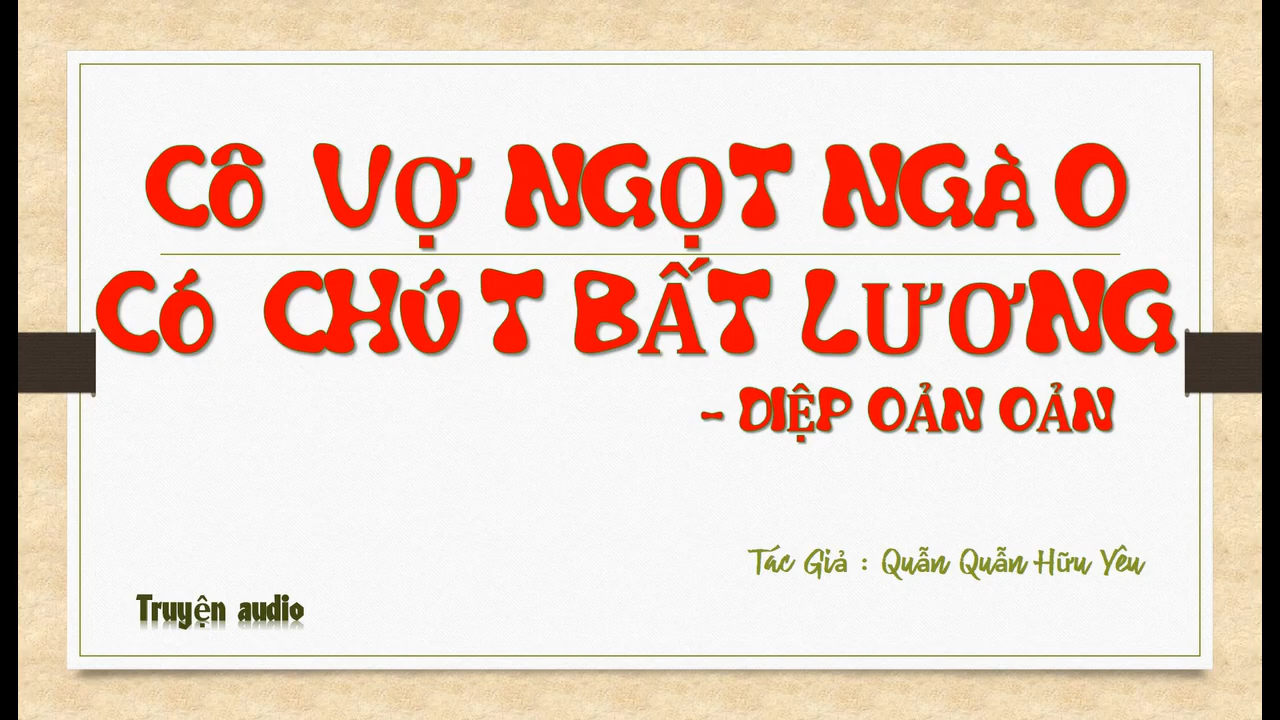 CÔ VỢ NGỌT NGÀO
CÓ CHÚT BẤT LƯƠNG
- DIỆP OẢN OẢN
Tác Giả : Quẫn Quẫn Hữu Yêu
Truyện audio